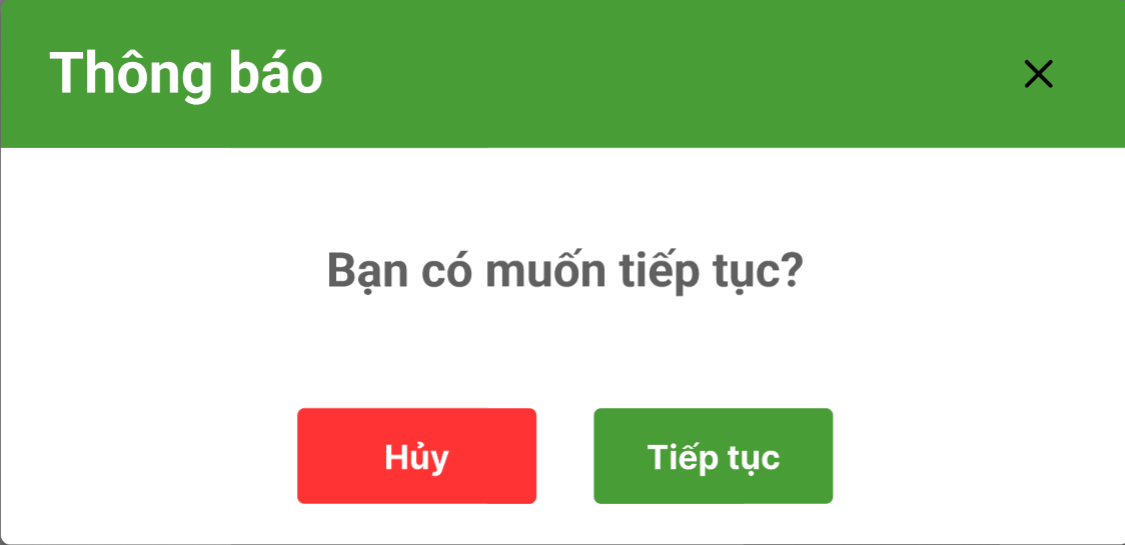 Thông báo
Bạn có muốn tiếp tục?
Hủy
Tiếp tục